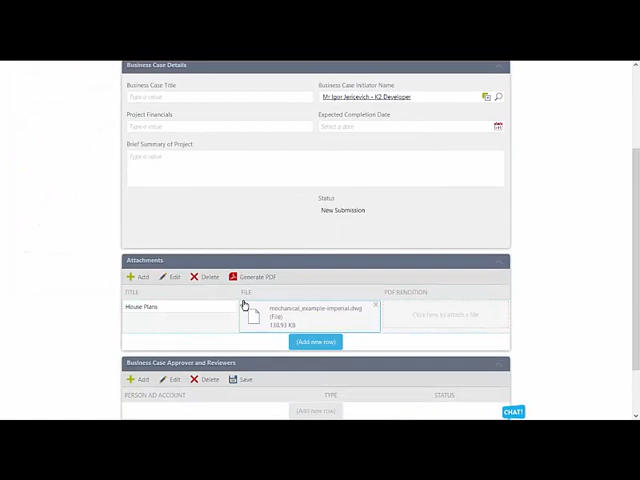 Business Case Details
Business Case Title
Business Case Initiator Name
Type a value
Mr Igor Jericevich - K2 Developer
Project Financials
Expected Completion Date
Type a value
Select a date
Brief Summary of Project
Type a value
Status
New Submission
Attachments
Add Edit Delete Generate PDF
TITLE FILE PDF RENDITION
House Plans
mechanical_example-imperial.dwg
(File)
138.93 KB
Click here to attach a file
(Add new row)
Business Case Approver and Reviewers
Add Edit Delete Save
PERSON AD ACCOUNT TYPE STATUS
(Add new row)
CHAT!